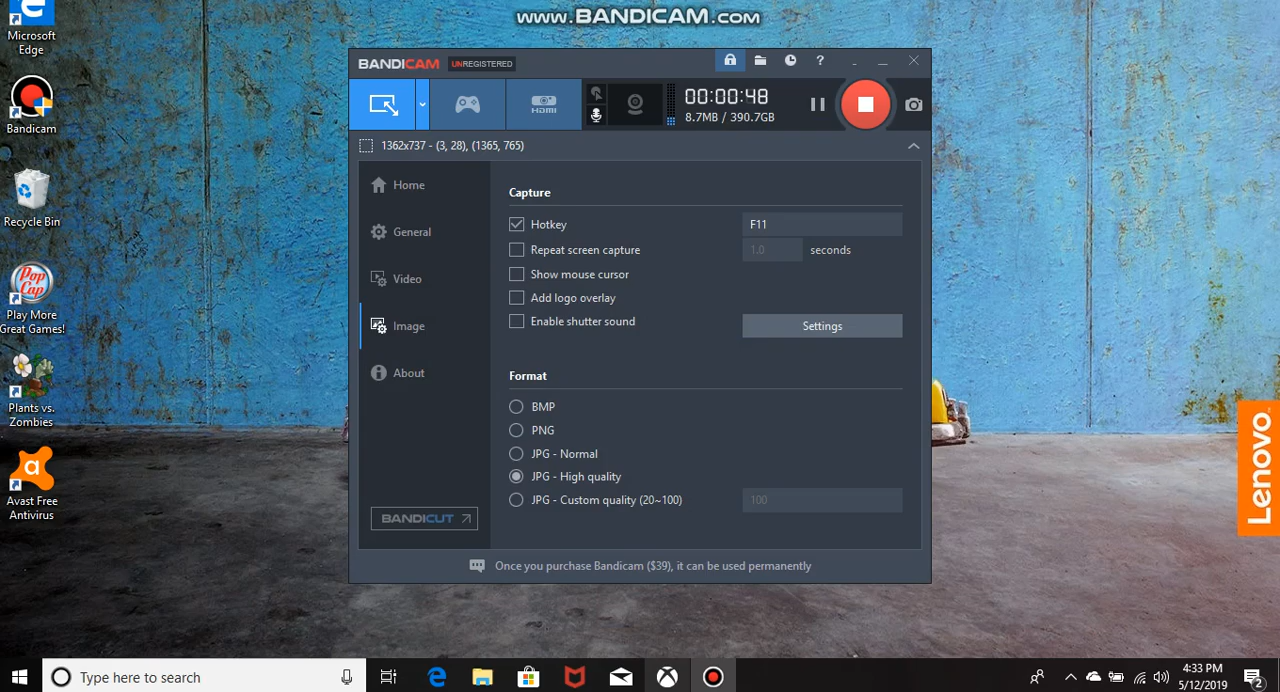 www.BANDICAM.com
Microsoft
Edge
Bandicam
Recycle Bin
PopCap
Play More
Great Games!
Plants vs.
Zombies
a
Avast Free
Antivirus
BANDICAM UNREGISTERED
?
HDMI
00:00:48
8.7MB / 390.7GB
1362x737 - (3, 28), (1365, 765)
Home
General
Video
Image
About
BANDICUT
Capture
Hotkey F11
Repeat screen capture 1.0 seconds
Show mouse cursor
Add logo overlay
Enable shutter sound Settings
Format
BMP
PNG
JPG - Normal
JPG - High quality
JPG - Custom quality (20~100) 100
Once you purchase Bandicam ($39), it can be used permanently
Lenovo
Type here to search
4:33 PM
5/12/2019
2